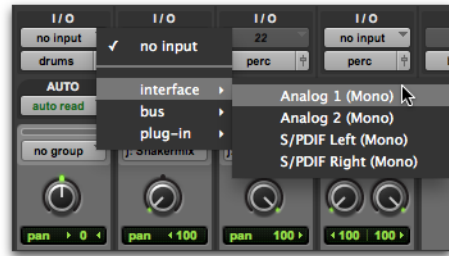 I / O I / O I / O I / O
no input ✓ no input 22 no input
drums perc perc
AUTO interface Analog 1 (Mono)
auto read bus Analog 2 (Mono)
plug-in S/PDIF Left (Mono)
no group S/PDIF Right (Mono)
pan 0 pan 100 pan 100 100 100